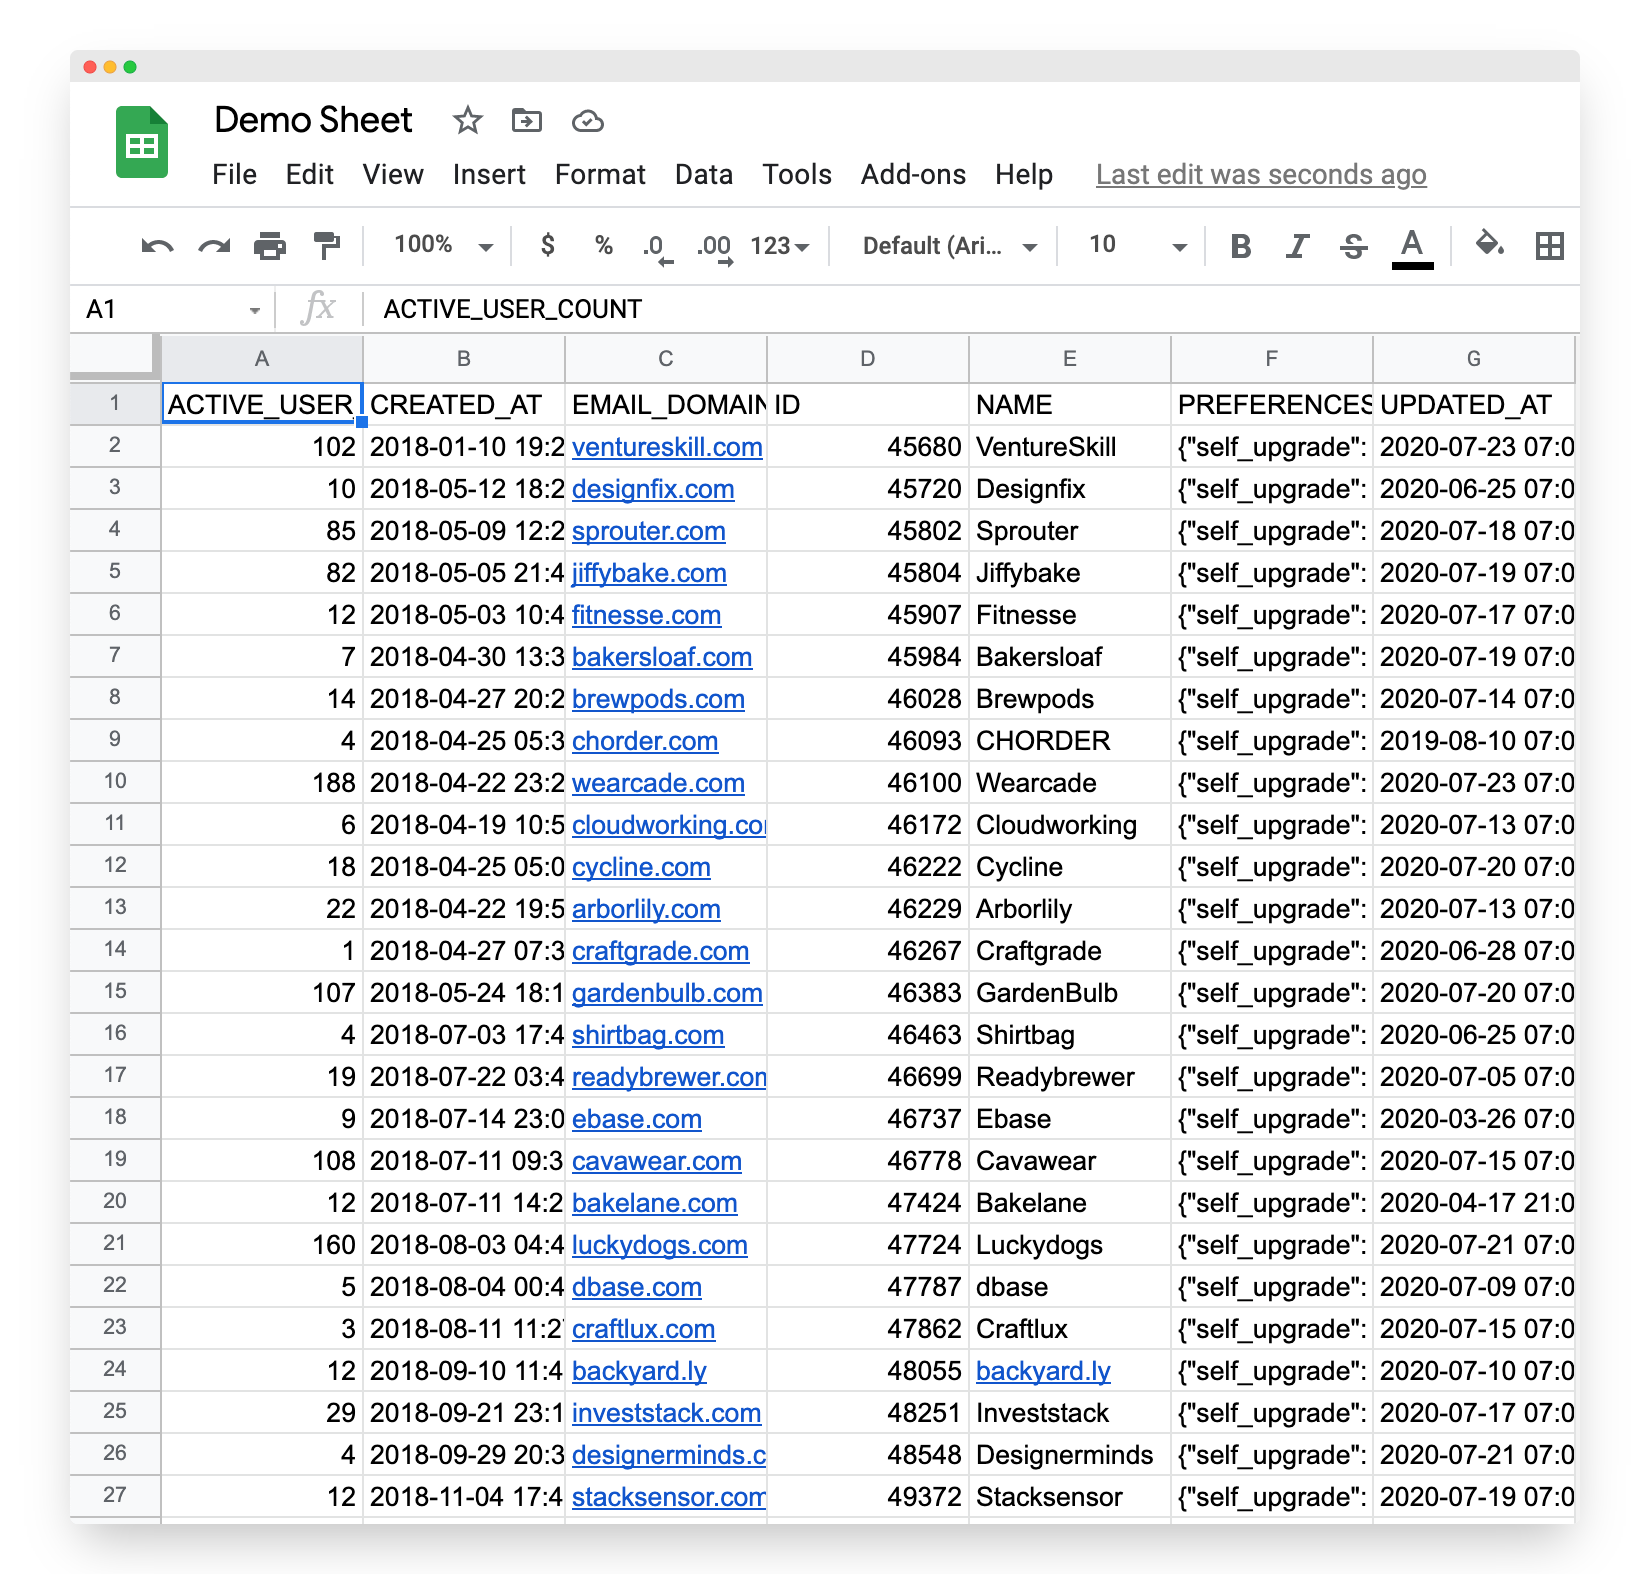 Demo Sheet
File Edit View Insert Format Data Tools Add-ons Help Last edit was seconds ago
100% $ % .0 .00 123 Default (Ari... 10 B I S A
A1 fx ACTIVE_USER_COUNT
A B C D E F G
1 ACTIVE_USER_ CREATED_AT EMAIL_DOMAIN ID NAME PREFERENCES UPDATED_AT
2 102 2018-01-10 19:2 ventureskill.com 45680 VentureSkill {"self_upgrade": 2020-07-23 07:0
3 10 2018-05-12 18:2 designfix.com 45720 Designfix {"self_upgrade": 2020-06-25 07:0
4 85 2018-05-09 12:2 sprouter.com 45802 Sprouter {"self_upgrade": 2020-07-18 07:0
5 82 2018-05-05 21:4 jiffybake.com 45804 Jiffybake {"self_upgrade": 2020-07-19 07:0
6 12 2018-05-03 10:4 fitnesse.com 45907 Fitnesse {"self_upgrade": 2020-07-17 07:0
7 7 2018-04-30 13:3 bakersloaf.com 45984 Bakersloaf {"self_upgrade": 2020-07-19 07:0
8 14 2018-04-27 20:2 brewpods.com 46028 Brewpods {"self_upgrade": 2020-07-14 07:0
9 4 2018-04-25 05:3 chorder.com 46093 CHORDER {"self_upgrade": 2019-08-10 07:0
10 188 2018-04-22 23:2 wearcade.com 46100 Wearcade {"self_upgrade": 2020-07-23 07:0
11 6 2018-04-19 10:5 cloudworking.com 46172 Cloudworking {"self_upgrade": 2020-07-13 07:0
12 18 2018-04-25 05:0 cycline.com 46222 Cycline {"self_upgrade": 2020-07-20 07:0
13 22 2018-04-22 19:5 arborlily.com 46229 Arborlily {"self_upgrade": 2020-07-13 07:0
14 1 2018-04-27 07:3 craftgrade.com 46267 Craftgrade {"self_upgrade": 2020-06-28 07:0
15 107 2018-05-24 18:1 gardenbulb.com 46383 GardenBulb {"self_upgrade": 2020-07-20 07:0
16 4 2018-07-03 17:4 shirtbag.com 46463 Shirtbag {"self_upgrade": 2020-06-25 07:0
17 19 2018-07-22 03:4 readybrewer.com 46699 Readybrewer {"self_upgrade": 2020-07-05 07:0
18 9 2018-07-14 23:0 ebase.com 46737 Ebase {"self_upgrade": 2020-03-26 07:0
19 108 2018-07-11 09:3 cavawear.com 46778 Cavawear {"self_upgrade": 2020-07-15 07:0
20 12 2018-07-11 14:2 bakelane.com 47424 Bakelane {"self_upgrade": 2020-04-17 21:0
21 160 2018-08-03 04:4 luckydogs.com 47724 Luckydogs {"self_upgrade": 2020-07-21 07:0
22 5 2018-08-04 00:4 dbase.com 47787 dbase {"self_upgrade": 2020-07-09 07:0
23 3 2018-08-11 11:27 craftlux.com 47862 Craftlux {"self_upgrade": 2020-07-15 07:0
24 12 2018-09-10 11:4 backyard.ly 48055 backyard.ly {"self_upgrade": 2020-07-10 07:0
25 29 2018-09-21 23:1 investstack.com 48251 Investstack {"self_upgrade": 2020-07-17 07:0
26 4 2018-09-29 20:3 designerminds.c 48548 Designerminds {"self_upgrade": 2020-07-21 07:0
27 12 2018-11-04 17:4 stacksensor.com 49372 Stacksensor {"self_upgrade": 2020-07-19 07:0